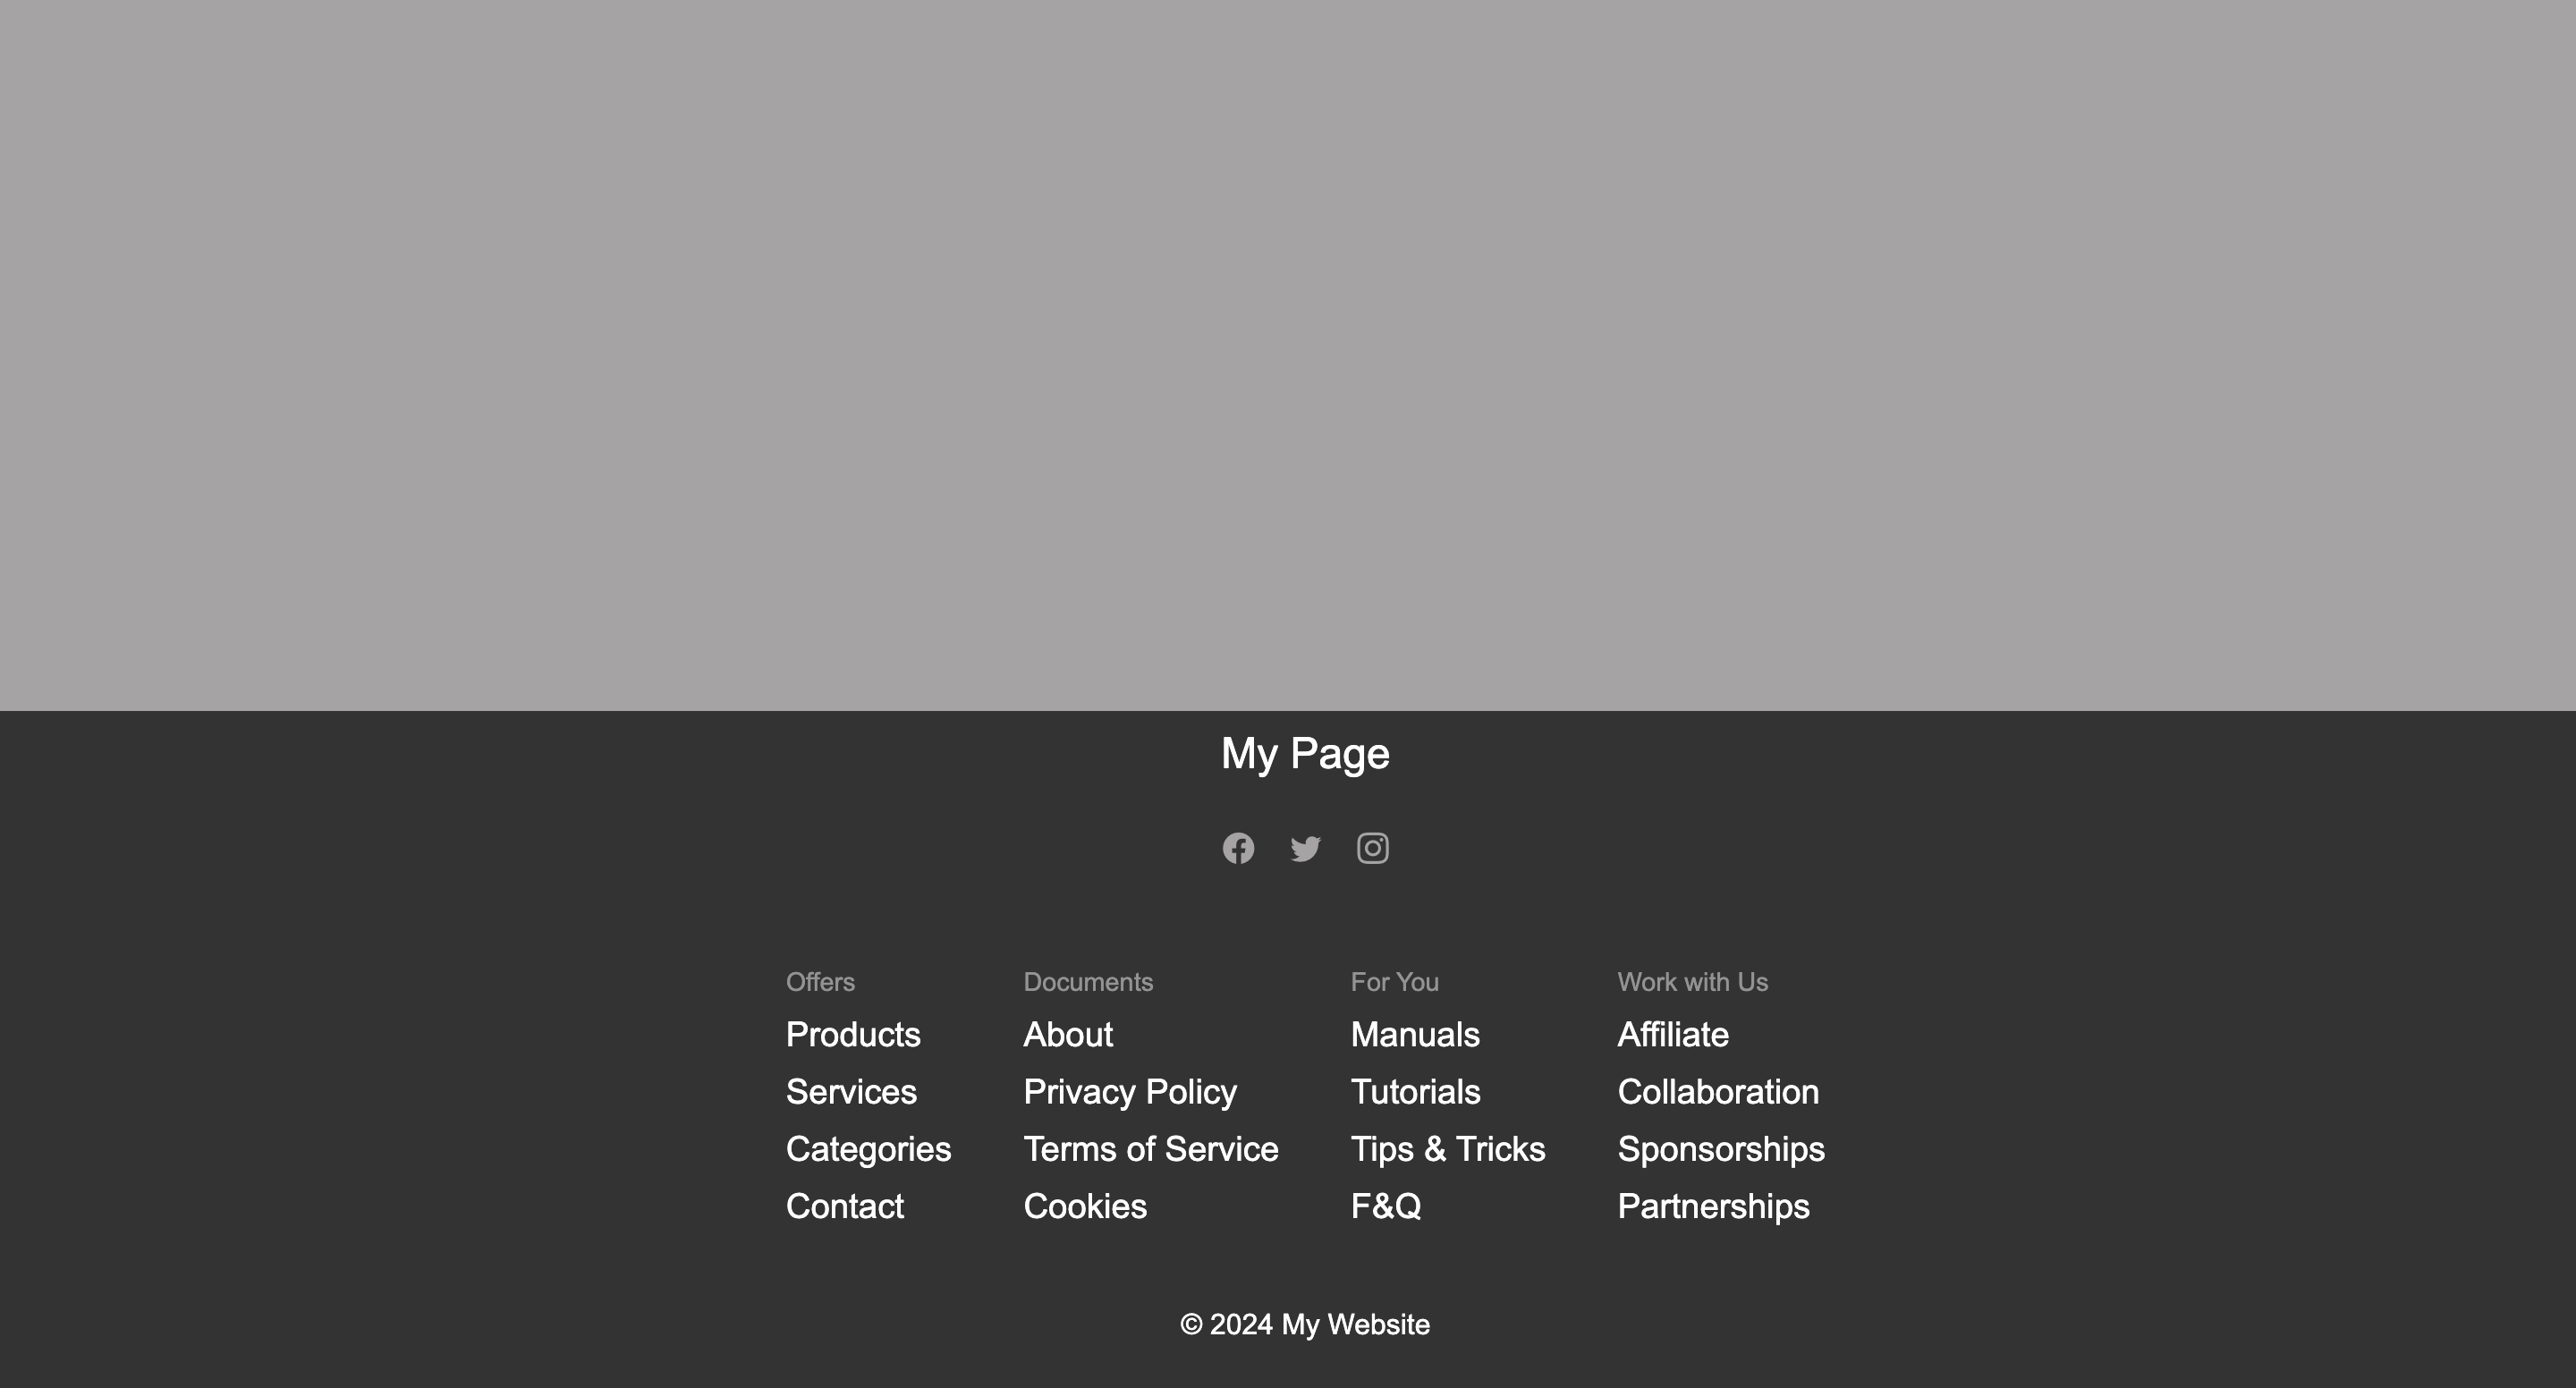 My Page
Offers
Products
Services
Categories
Contact
Documents
About
Privacy Policy
Terms of Service
Cookies
For You
Manuals
Tutorials
Tips & Tricks
F&Q
Work with Us
Affiliate
Collaboration
Sponsorships
Partnerships
© 2024 My Website